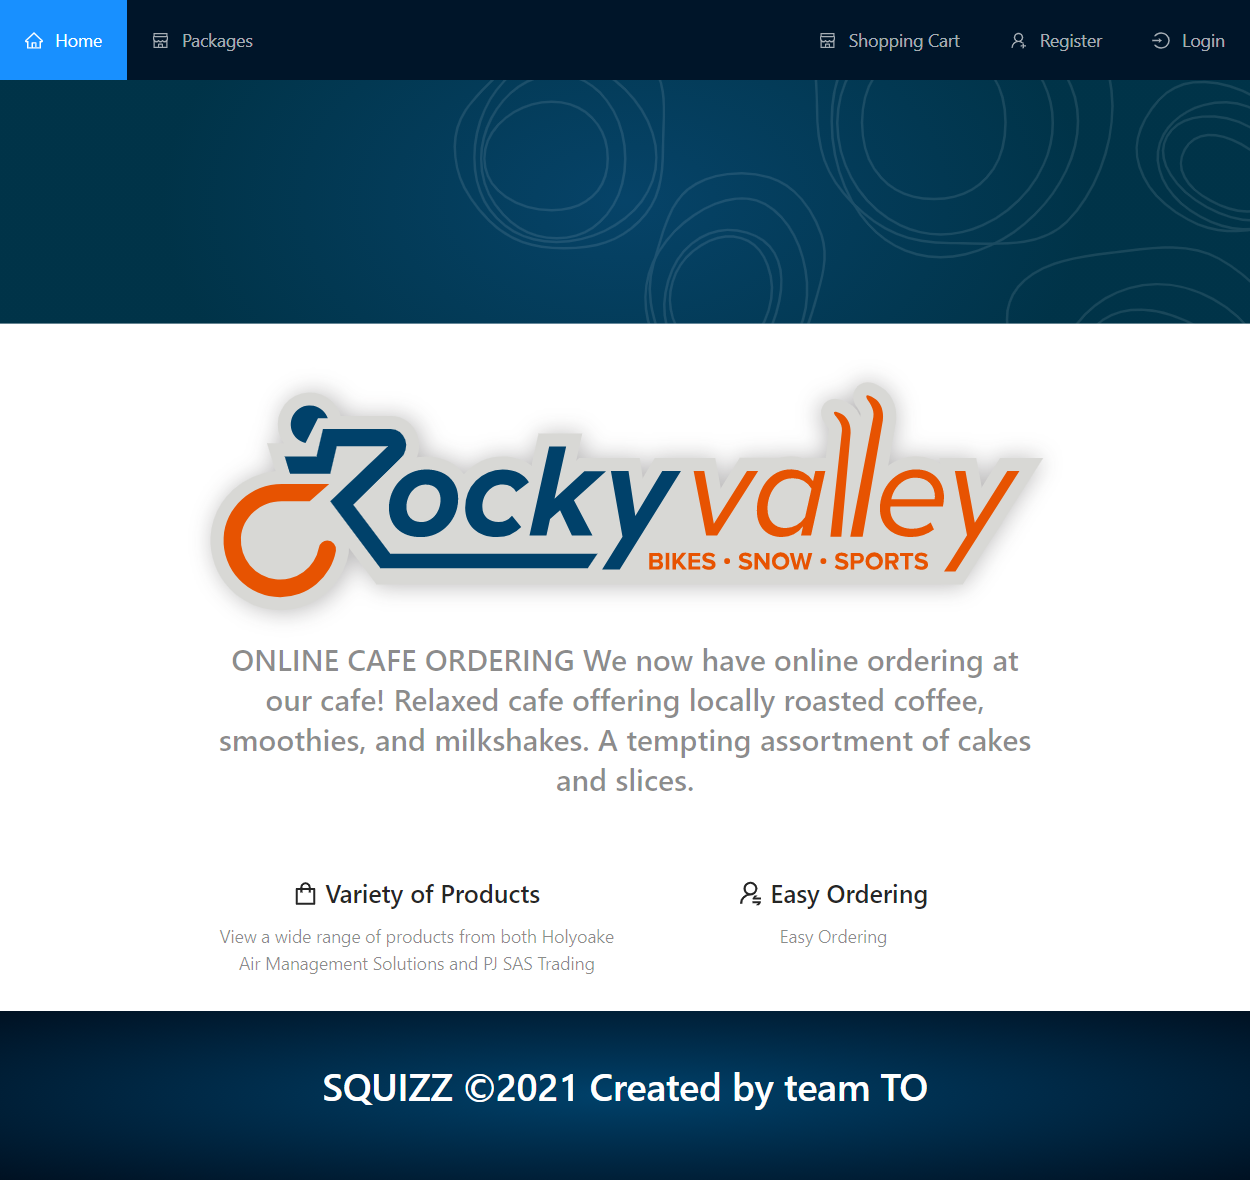 Home Packages Shopping Cart Register Login
Rockyvalley
BIKES • SNOW • SPORTS
ONLINE CAFE ORDERING We now have online ordering at
our cafe! Relaxed cafe offering locally roasted coffee,
smoothies, and milkshakes. A tempting assortment of cakes
and slices.
Variety of Products
View a wide range of products from both Holyoake
Air Management Solutions and PJ SAS Trading
Easy Ordering
Easy Ordering
SQUIZZ ©2021 Created by team TO